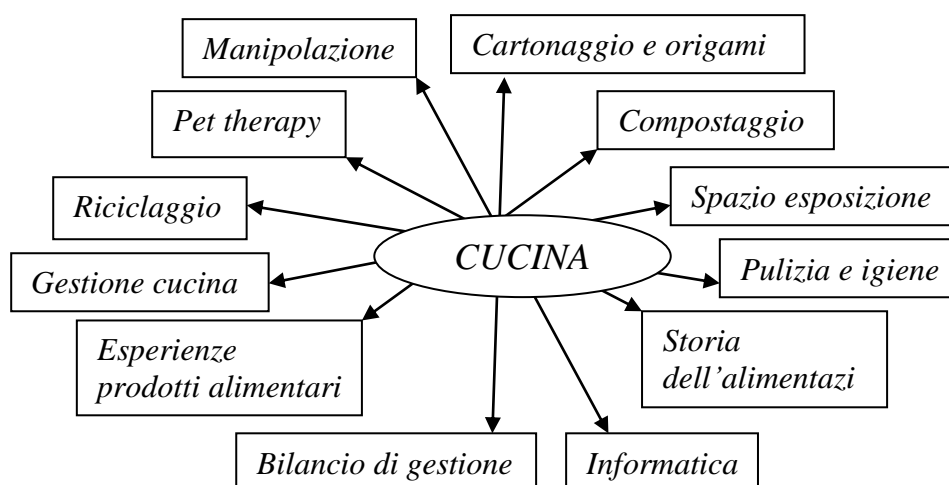 Manipolazione
Cartonaggio e origami
Pet therapy
Compostaggio
Riciclaggio
Spazio esposizione
CUCINA
Gestione cucina
Pulizia e igiene
Esperienze
prodotti alimentari
Storia
dell’alimentazi
Bilancio di gestione
Informatica